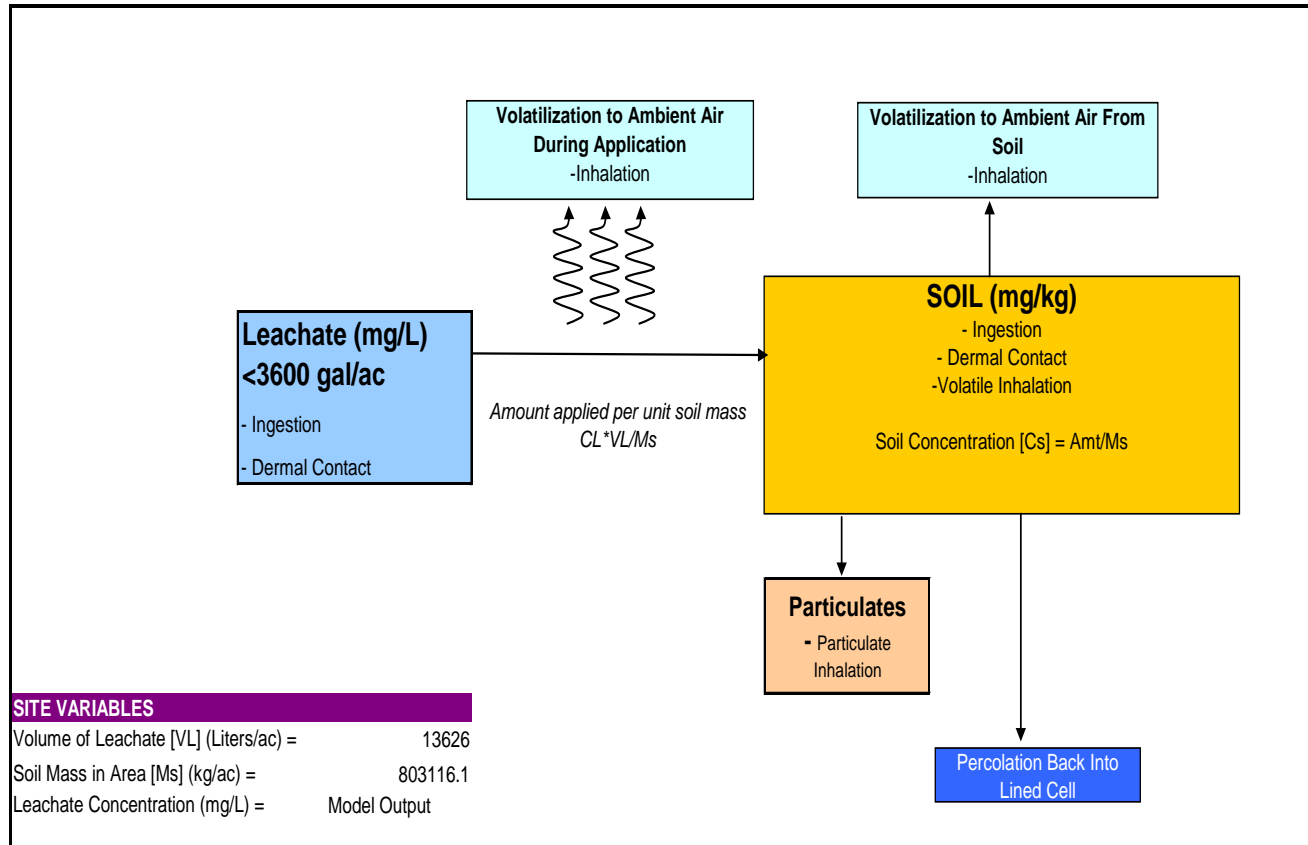 Volatilization to Ambient Air
During Application
-Inhalation
Volatilization to Ambient Air From
Soil
-Inhalation
Leachate (mg/L)
<3600 gal/ac
- Ingestion
- Dermal Contact
Amount applied per unit soil mass
CL*VL/Ms
SOIL (mg/kg)
- Ingestion
- Dermal Contact
-Volatile Inhalation
Soil Concentration [Cs] = Amt/Ms
Particulates
- Particulate
Inhalation
Percolation Back Into
Lined Cell
SITE VARIABLES
Volume of Leachate [VL] (Liters/ac) = 13626
Soil Mass in Area [Ms] (kg/ac) = 803116.1
Leachate Concentration (mg/L) = Model Output